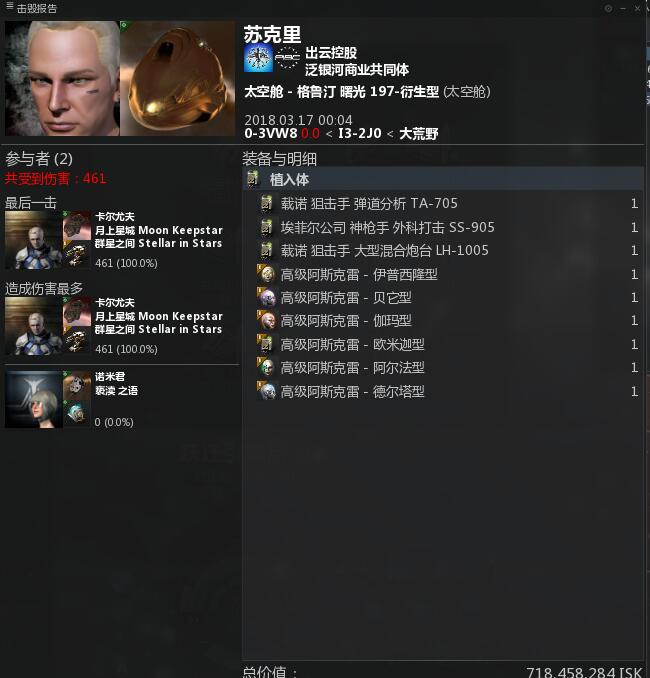 击毁报告
苏克里
出云控股
泛银河商业共同体
太空舱 - 格鲁汀 曙光 197-衍生型 (太空舱)
2018.03.17 00:04
0-3VW8 0.0 < I3-2J0 < 大荒野
参与者 (2)
共受到伤害：461
最后一击
卡尔尤夫
月上星城 Moon Keepstar
群星之间 Stellar in Stars
461 (100.0%)
造成伤害最多
卡尔尤夫
月上星城 Moon Keepstar
群星之间 Stellar in Stars
461 (100.0%)
诺米君
亵渎 之语
0 (0.0%)
装备与明细
植入体
载诺 狙击手 弹道分析 TA-705 1
埃菲尔公司 神枪手 外科打击 SS-905 1
载诺 狙击手 大型混合炮台 LH-1005 1
高级阿斯克雷 - 伊普西隆型 1
高级阿斯克雷 - 贝它型 1
高级阿斯克雷 - 伽玛型 1
高级阿斯克雷 - 欧米迦型 1
高级阿斯克雷 - 阿尔法型 1
高级阿斯克雷 - 德尔塔型 1
总价值： 718,458,284 ISK